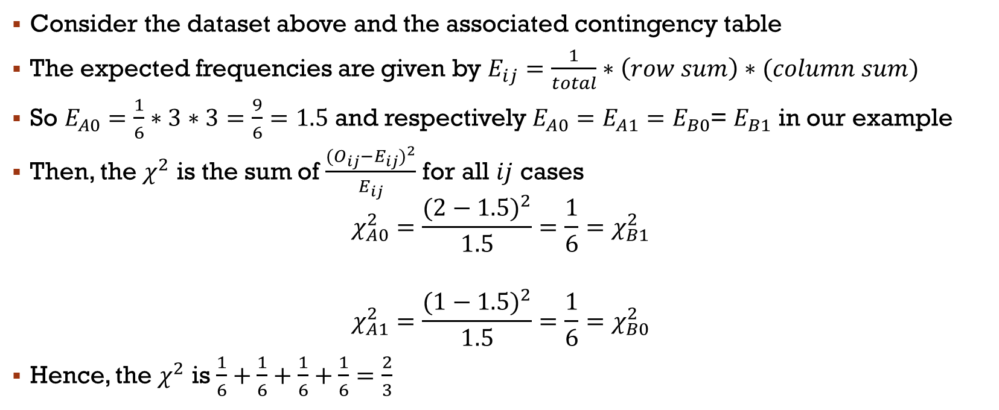 ▪ Consider the dataset above and the associated contingency table
▪ The expected frequencies are given by $E_{ij} = \frac{1}{total} * (row\ sum) * (column\ sum)$
▪ So $E_{A0} = \frac{1}{6} * 3 * 3 = \frac{9}{6} = 1.5$ and respectively $E_{A0} = E_{A1} = E_{B0} = E_{B1}$ in our example
▪ Then, the $\chi^2$ is the sum of $\frac{(O_{ij} - E_{ij})^2}{E_{ij}}$ for all $ij$ cases
$\chi^2_{A0} = \frac{(2 - 1.5)^2}{1.5} = \frac{1}{6} = \chi^2_{B1}$
$\chi^2_{A1} = \frac{(1 - 1.5)^2}{1.5} = \frac{1}{6} = \chi^2_{B0}$
▪ Hence, the $\chi^2$ is $\frac{1}{6} + \frac{1}{6} + \frac{1}{6} + \frac{1}{6} = \frac{2}{3}$